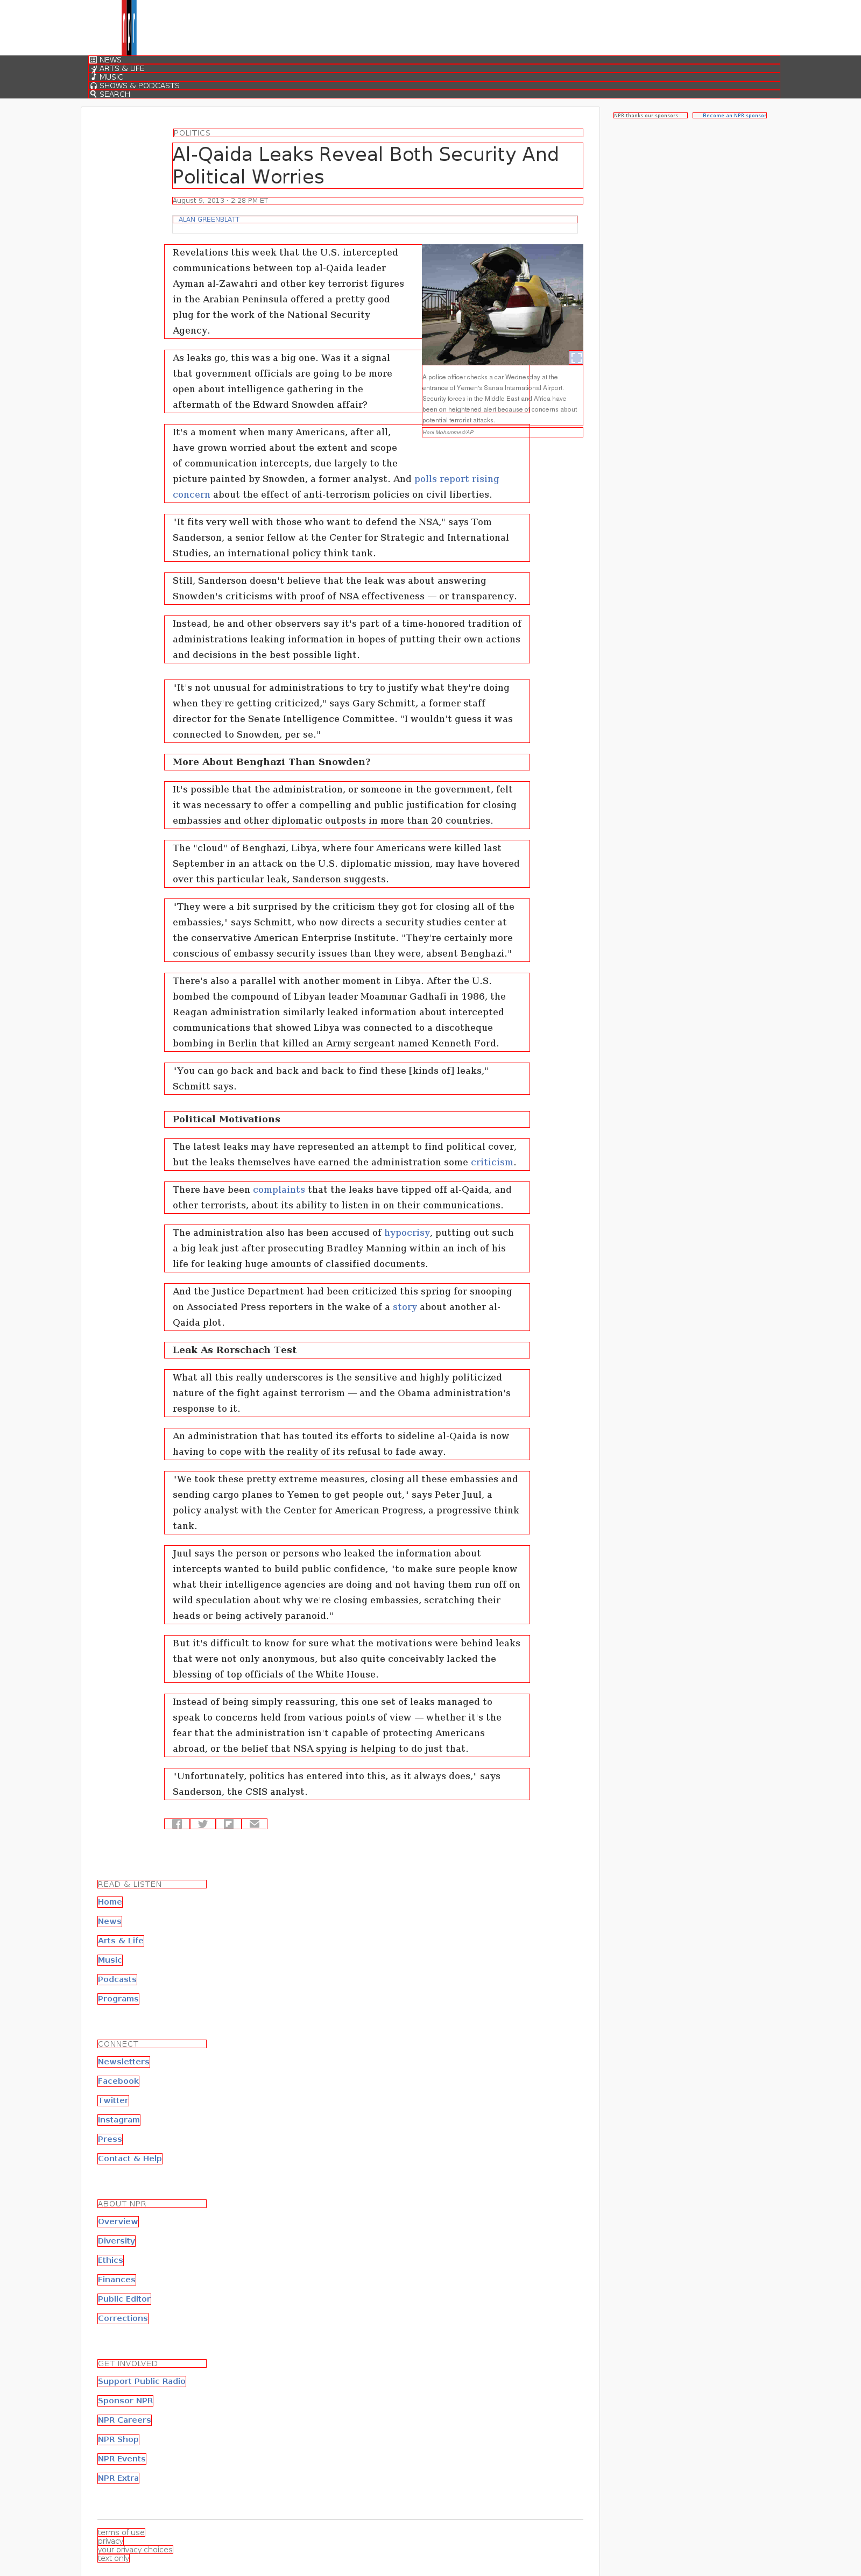 NEWS
ARTS & LIFE
MUSIC
SHOWS & PODCASTS
SEARCH
NPR thanks our sponsors
Become an NPR sponsor
POLITICS
Al-Qaida Leaks Reveal Both Security And
Political Worries
August 9, 2013 · 2:28 PM ET
ALAN GREENBLATT
Revelations this week that the U.S. intercepted
communications between top al-Qaida leader
Ayman al-Zawahri and other key terrorist figures
in the Arabian Peninsula offered a pretty good
plug for the work of the National Security
Agency.
As leaks go, this was a big one. Was it a signal
that government officials are going to be more
open about intelligence gathering in the
aftermath of the Edward Snowden affair?
A police officer checks a car Wednesday at the
entrance of Yemen's Sanaa International Airport.
Security forces in the Middle East and Africa have
been on heightened alert because of concerns about
potential terrorist attacks.
Hani Mohammed/AP
It's a moment when many Americans, after all,
have grown worried about the extent and scope
of communication intercepts, due largely to the
picture painted by Snowden, a former analyst. And polls report rising
concern about the effect of anti-terrorism policies on civil liberties.
"It fits very well with those who want to defend the NSA," says Tom
Sanderson, a senior fellow at the Center for Strategic and International
Studies, an international policy think tank.
Still, Sanderson doesn't believe that the leak was about answering
Snowden's criticisms with proof of NSA effectiveness — or transparency.
Instead, he and other observers say it's part of a time-honored tradition of
administrations leaking information in hopes of putting their own actions
and decisions in the best possible light.
"It's not unusual for administrations to try to justify what they're doing
when they're getting criticized," says Gary Schmitt, a former staff
director for the Senate Intelligence Committee. "I wouldn't guess it was
connected to Snowden, per se."
More About Benghazi Than Snowden?
It's possible that the administration, or someone in the government, felt
it was necessary to offer a compelling and public justification for closing
embassies and other diplomatic outposts in more than 20 countries.
The "cloud" of Benghazi, Libya, where four Americans were killed last
September in an attack on the U.S. diplomatic mission, may have hovered
over this particular leak, Sanderson suggests.
"They were a bit surprised by the criticism they got for closing all of the
embassies," says Schmitt, who now directs a security studies center at
the conservative American Enterprise Institute. "They're certainly more
conscious of embassy security issues than they were, absent Benghazi."
There's also a parallel with another moment in Libya. After the U.S.
bombed the compound of Libyan leader Moammar Gadhafi in 1986, the
Reagan administration similarly leaked information about intercepted
communications that showed Libya was connected to a discotheque
bombing in Berlin that killed an Army sergeant named Kenneth Ford.
"You can go back and back and back to find these [kinds of] leaks,"
Schmitt says.
Political Motivations
The latest leaks may have represented an attempt to find political cover,
but the leaks themselves have earned the administration some criticism.
There have been complaints that the leaks have tipped off al-Qaida, and
other terrorists, about its ability to listen in on their communications.
The administration also has been accused of hypocrisy, putting out such
a big leak just after prosecuting Bradley Manning within an inch of his
life for leaking huge amounts of classified documents.
And the Justice Department had been criticized this spring for snooping
on Associated Press reporters in the wake of a story about another al-
Qaida plot.
Leak As Rorschach Test
What all this really underscores is the sensitive and highly politicized
nature of the fight against terrorism — and the Obama administration's
response to it.
An administration that has touted its efforts to sideline al-Qaida is now
having to cope with the reality of its refusal to fade away.
"We took these pretty extreme measures, closing all these embassies and
sending cargo planes to Yemen to get people out," says Peter Juul, a
policy analyst with the Center for American Progress, a progressive think
tank.
Juul says the person or persons who leaked the information about
intercepts wanted to build public confidence, "to make sure people know
what their intelligence agencies are doing and not having them run off on
wild speculation about why we're closing embassies, scratching their
heads or being actively paranoid."
But it's difficult to know for sure what the motivations were behind leaks
that were not only anonymous, but also quite conceivably lacked the
blessing of top officials of the White House.
Instead of being simply reassuring, this one set of leaks managed to
speak to concerns held from various points of view — whether it's the
fear that the administration isn't capable of protecting Americans
abroad, or the belief that NSA spying is helping to do just that.
"Unfortunately, politics has entered into this, as it always does," says
Sanderson, the CSIS analyst.
READ & LISTEN
Home
News
Arts & Life
Music
Podcasts
Programs
CONNECT
Newsletters
Facebook
Twitter
Instagram
Press
Contact & Help
ABOUT NPR
Overview
Diversity
Ethics
Finances
Public Editor
Corrections
GET INVOLVED
Support Public Radio
Sponsor NPR
NPR Careers
NPR Shop
NPR Events
NPR Extra
terms of use
privacy
your privacy choices
text only